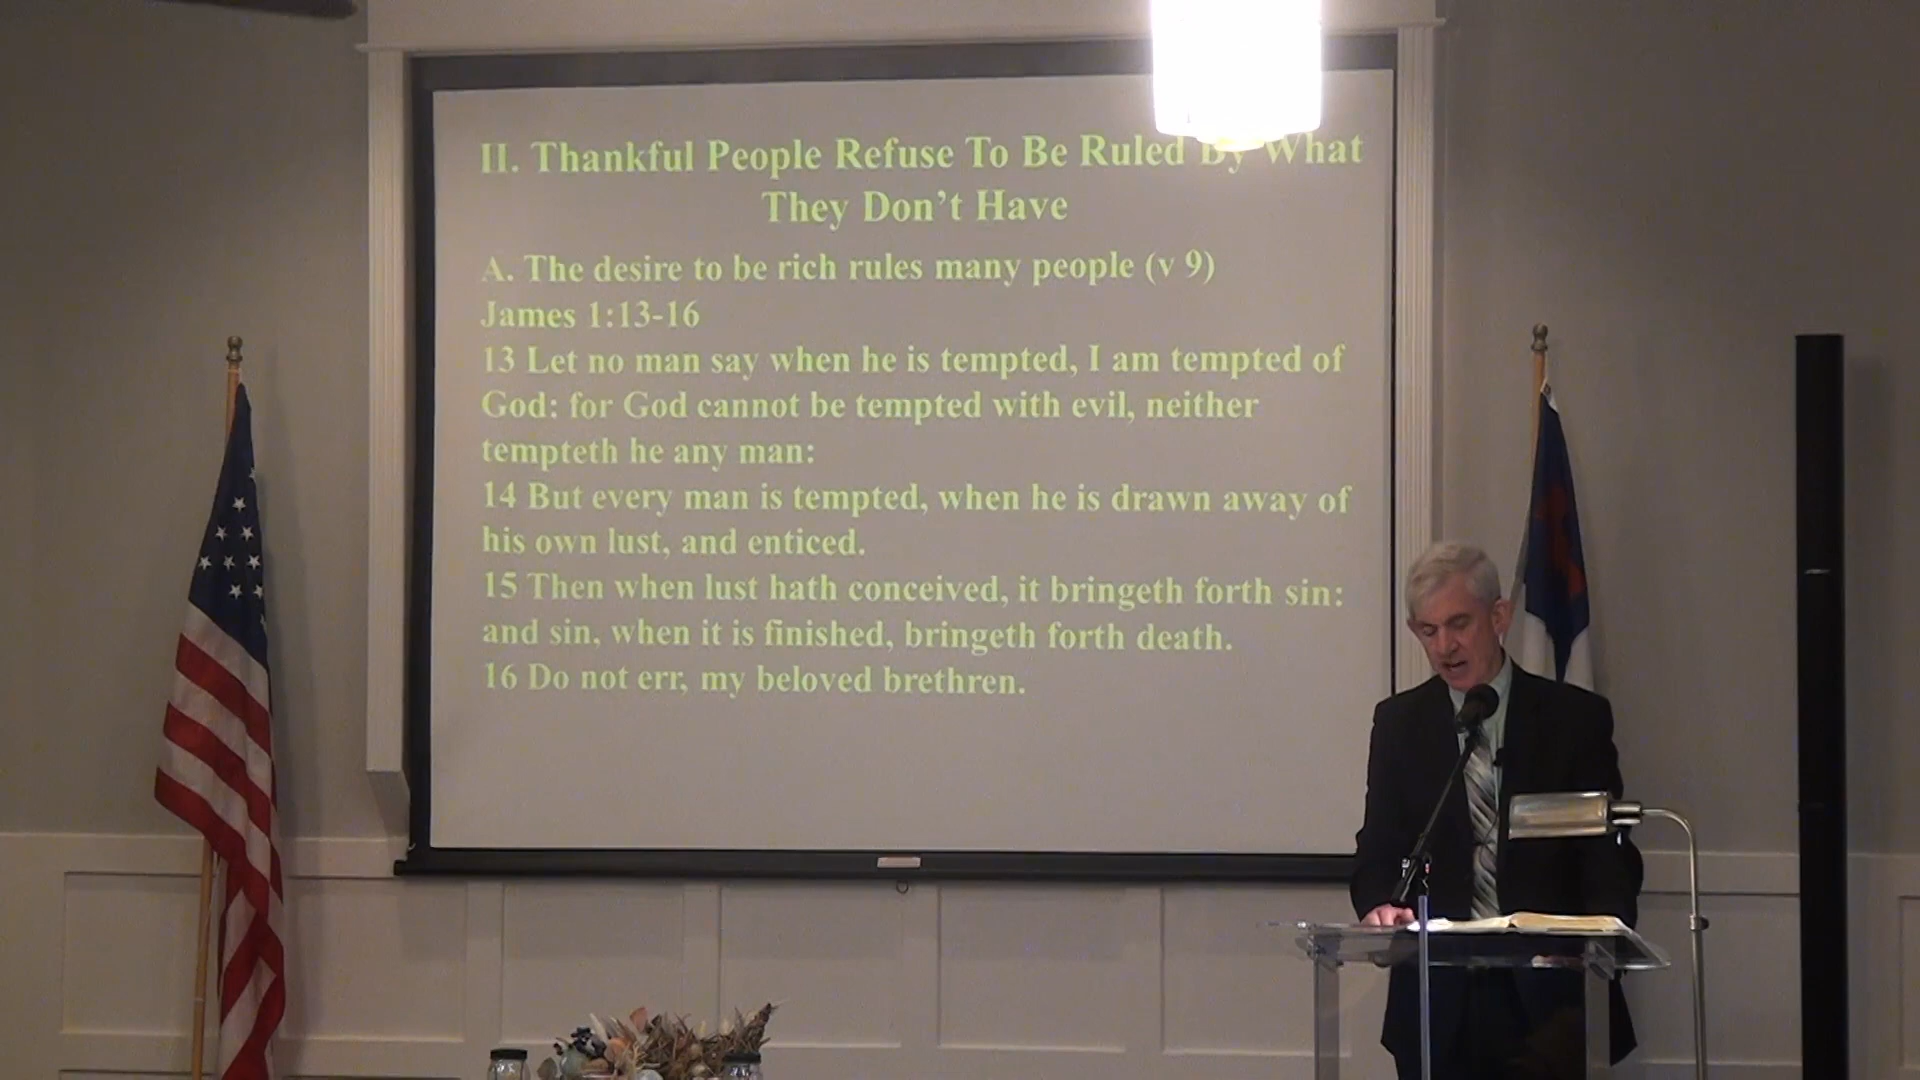 II. Thankful People Refuse To Be Ruled By What
They Don't Have
A. The desire to be rich rules many people (v 9)
James 1:13-16
13 Let no man say when he is tempted, I am tempted of
God: for God cannot be tempted with evil, neither
tempteth he any man:
14 But every man is tempted, when he is drawn away of
his own lust, and enticed.
15 Then when lust hath conceived, it bringeth forth sin:
and sin, when it is finished, bringeth forth death.
16 Do not err, my beloved brethren.